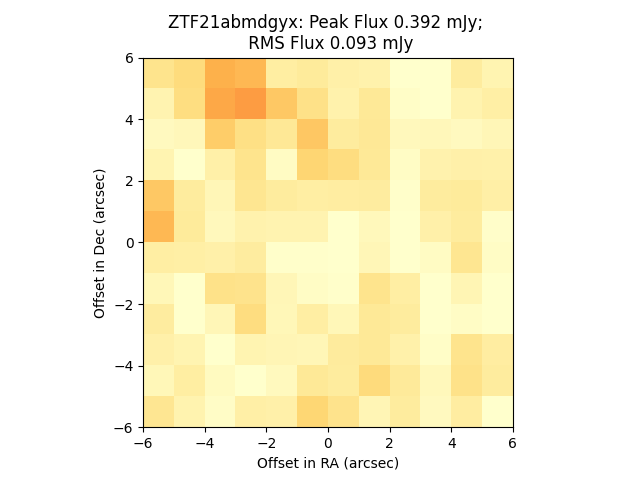 ZTF21abmdgyx: Peak Flux 0.392 mJy;
RMS Flux 0.093 mJy
6
4
2
0
−2
−4
−6
Offset in Dec (arcsec)
−6 −4 −2 0 2 4 6
Offset in RA (arcsec)